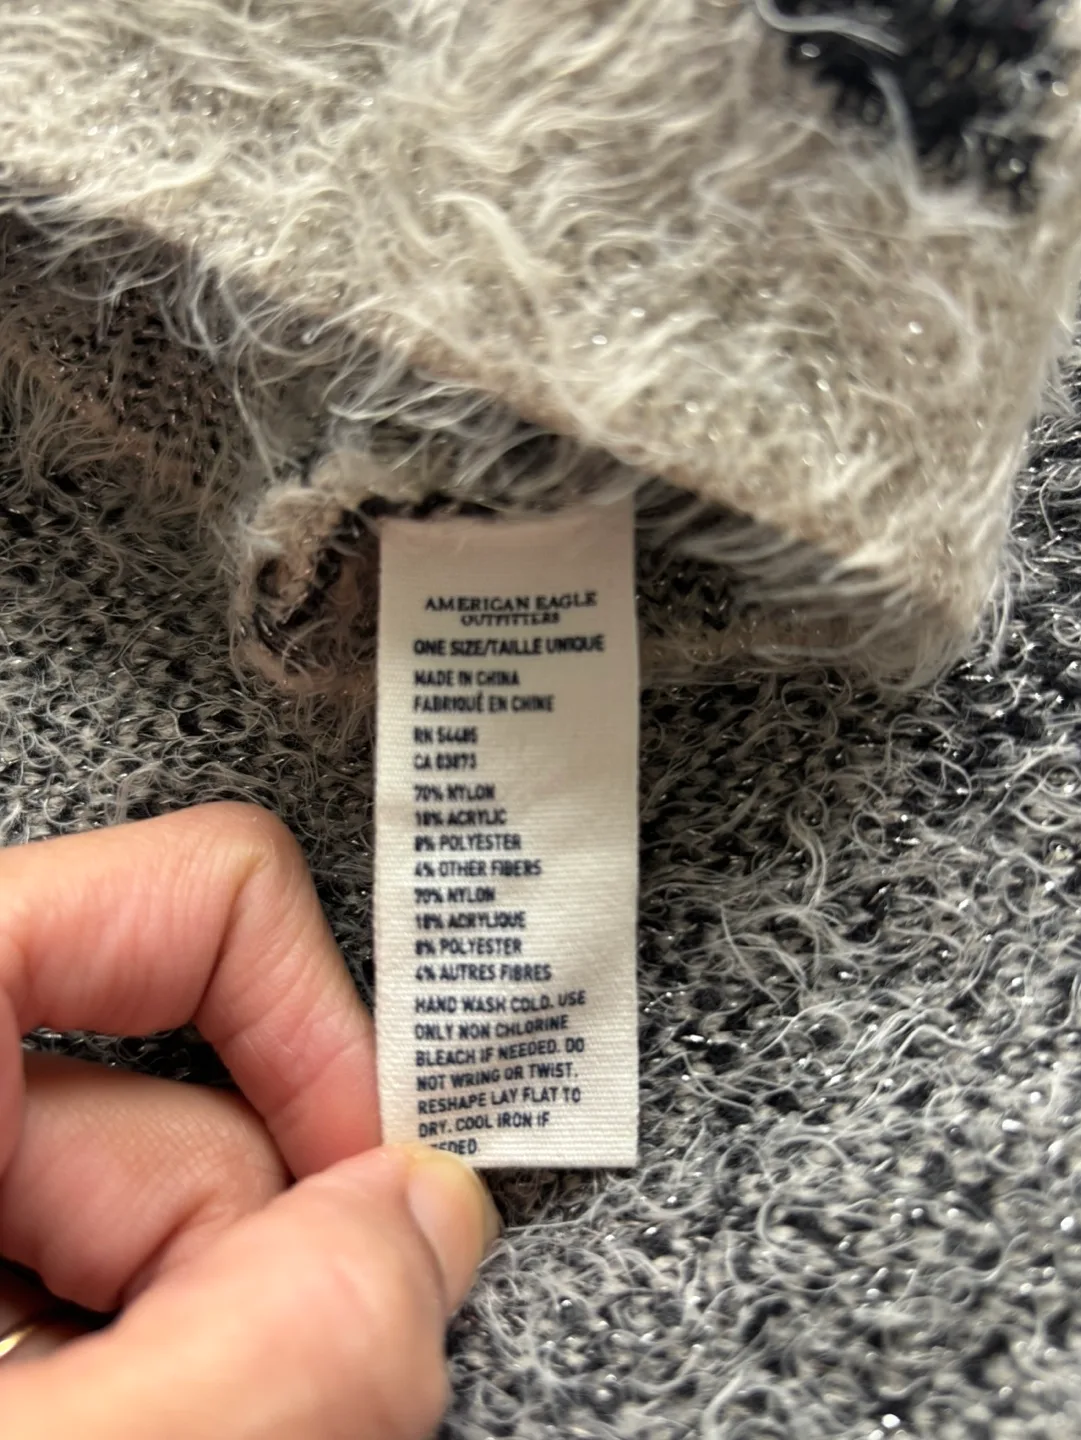 AMERICAN EAGLE
OUTFITTERS
ONE SIZE/TAILLE UNIQUE
MADE IN CHINA
FABRIQUÉ EN CHINE
RN 54485
CA 03873
70% NYLON
18% ACRYLIC
8% POLYESTER
4% OTHER FIBERS
70% NYLON
18% ACRYLIQUE
8% POLYESTER
4% AUTRES FIBRES
HAND WASH COLD. USE
ONLY NON CHLORINE
BLEACH IF NEEDED. DO
NOT WRING OR TWIST.
RESHAPE LAY FLAT TO
DRY. COOL IRON IF